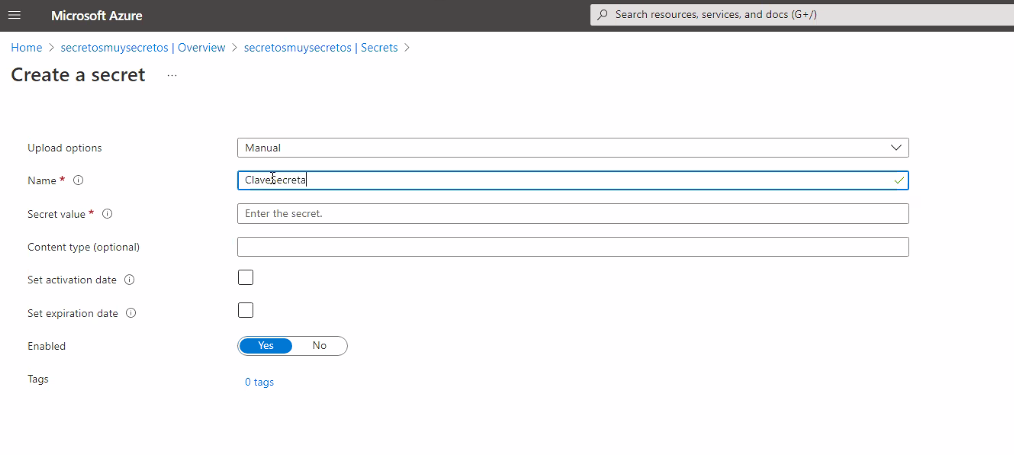 Microsoft Azure
Search resources, services, and docs (G+/)
Home > secretosmuysecretos | Overview > secretosmuysecretos | Secrets >
Create a secret ...
Upload options
Manual
Name *
ClaveSecreta
Secret value *
Enter the secret.
Content type (optional)
Set activation date
Set expiration date
Enabled
Yes No
Tags
0 tags